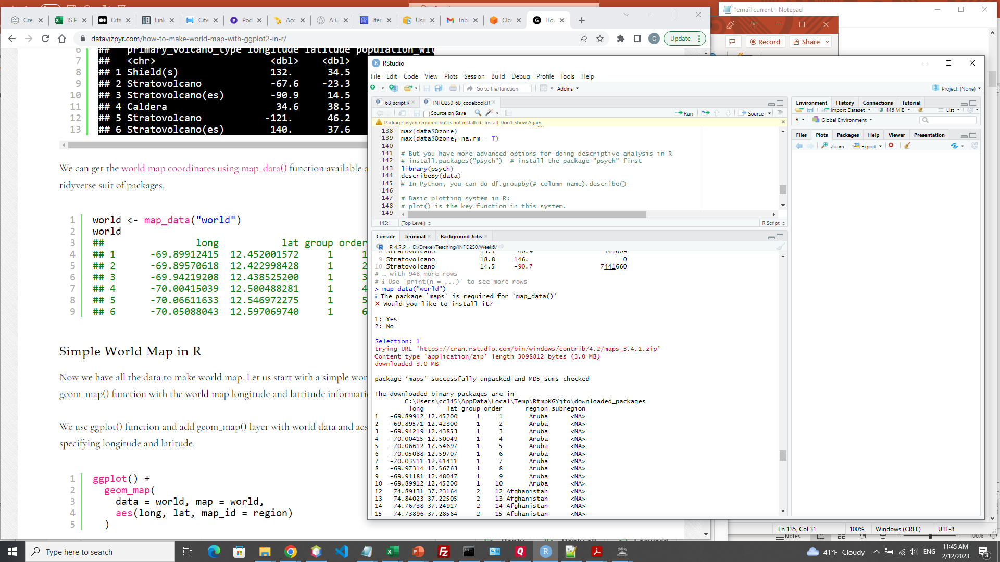 *email current - Notepad
Cre
IS P
Cita
Link
Cite
Pod
Acc
A G
Iten
Usin
Inb
Clo
How
datavizpyr.com/how-to-make-world-map-with-ggplot2-in-r/
C
Update
Record
Share
6 ## primary_volcano_type longitude latitude population_wit
7 ## <chr> <dbl> <dbl>
8 ## 1 Shield(s) 132. 34.5
9 ## 2 Stratovolcano -67.6 -23.3
10 ## 3 Stratovolcano(es) -90.9 14.5
11 ## 4 Caldera 34.6 38.5
12 ## 5 Stratovolcano -121. 46.2
13 ## 6 Stratovolcano(es) 140. 37.6
We can get the world map coordinates using map_data() function available a
tidyverse suit of packages.
1 world <- map_data("world")
2 world
3 ## long lat group order
4 ## 1 -69.89912415 12.452001572 1 1
5 ## 2 -69.89570618 12.422998428 1 2
6 ## 3 -69.94219208 12.438525200 1 3
7 ## 4 -70.00415039 12.500488281 1 4
8 ## 5 -70.06611633 12.546972275 1 5
9 ## 6 -70.05088043 12.597069740 1 6
Simple World Map in R
Now we have all the data to make world map. Let us start with a simple wor
geom_map() function with the world map longitude and lattitude informati
We use ggplot() function and add geom_map() layer with world data and aes
specifying longitude and latitude.
1 ggplot() +
2 geom_map(
3 data = world, map = world,
4 aes(long, lat, map_id = region)
5 )
RStudio
File Edit Code View Plots Session Build Debug Profile Tools Help
Go to file/function
Addins
Project: (None)
6B_script.R
INFO250_6B_codebook.R
Source on Save
Run
Source
Package psych required but is not installed. Install Don't Show Again
138 max(data$Ozone)
139 max(data$Ozone, na.rm = T)
140
141 # But you have more advanced options for doing descriptive analysis in R
142 # install.packages("psych") # install the package "psych" first
143 library(psych)
144 describeBy(data)
145 # In Python, you can do df.groupby(# column name).describe()
146
147 # Basic plotting system in R:
148 # plot() is the key function in this system.
149
145:1 (Top Level) R Script
Console Terminal Background Jobs
R 4.2.2 · D:/Drexel/Teaching/INFO250/Week6/
8 Stratovolcano 13.1 40.9 161009
9 Stratovolcano 18.8 146. 0
10 Stratovolcano 14.5 -90.7 7441660
# … with 948 more rows
# ℹ Use `print(n = ...)` to see more rows
> map_data("world")
ℹ The package `maps` is required for `map_data()`
✕ Would you like to install it?
1: Yes
2: No
Selection: 1
trying URL 'https://cran.rstudio.com/bin/windows/contrib/4.2/maps_3.4.1.zip'
Content type 'application/zip' length 3098812 bytes (3.0 MB)
downloaded 3.0 MB
package ‘maps’ successfully unpacked and MD5 sums checked
The downloaded binary packages are in
C:\Users\cc345\AppData\Local\Temp\RtmpKGYjto\downloaded_packages
long lat group order region subregion
1 -69.89912 12.45200 1 1 Aruba <NA>
2 -69.89571 12.42300 1 2 Aruba <NA>
3 -69.94219 12.43853 1 3 Aruba <NA>
4 -70.00415 12.50049 1 4 Aruba <NA>
5 -70.06612 12.54697 1 5 Aruba <NA>
6 -70.05088 12.59707 1 6 Aruba <NA>
7 -70.03511 12.61411 1 7 Aruba <NA>
8 -69.97314 12.56763 1 8 Aruba <NA>
9 -69.91181 12.48047 1 9 Aruba <NA>
10 -69.89912 12.45200 1 10 Aruba <NA>
12 74.89131 37.23164 2 12 Afghanistan <NA>
13 74.84023 37.22505 2 13 Afghanistan <NA>
14 74.76738 37.24917 2 14 Afghanistan <NA>
15 74.73896 37.28564 2 15 Afghanistan <NA>
Environment History Connections Tutorial
Import Dataset 446 MiB List
R Global Environment
Files Plots Packages Help Viewer Presentation
Zoom Export
Ln 135, Col 31 100% Windows (CRLF) UTF-8
Notes 106%
Reply Reply all Forward
Type here to search
41°F Cloudy
ENG
11:45 AM
2/12/2023
3